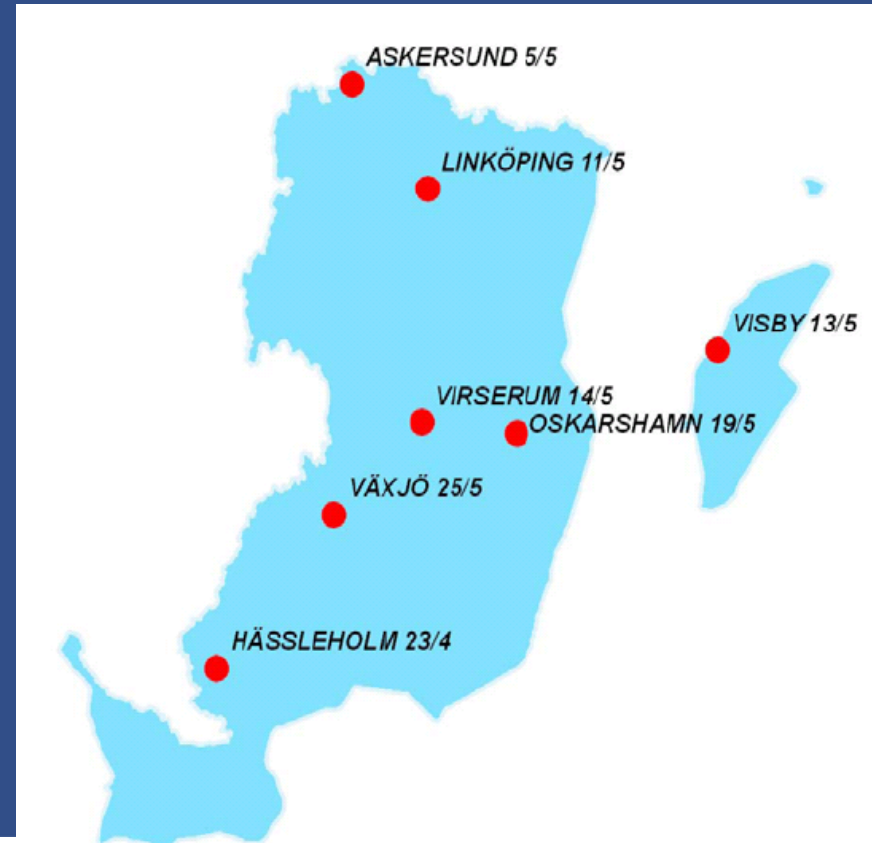 ASKERSUND 5/5
LINKÖPING 11/5
VISBY 13/5
VIRSERUM 14/5
OSKARSHAMN 19/5
VÄXJÖ 25/5
HÄSSLEHOLM 23/4